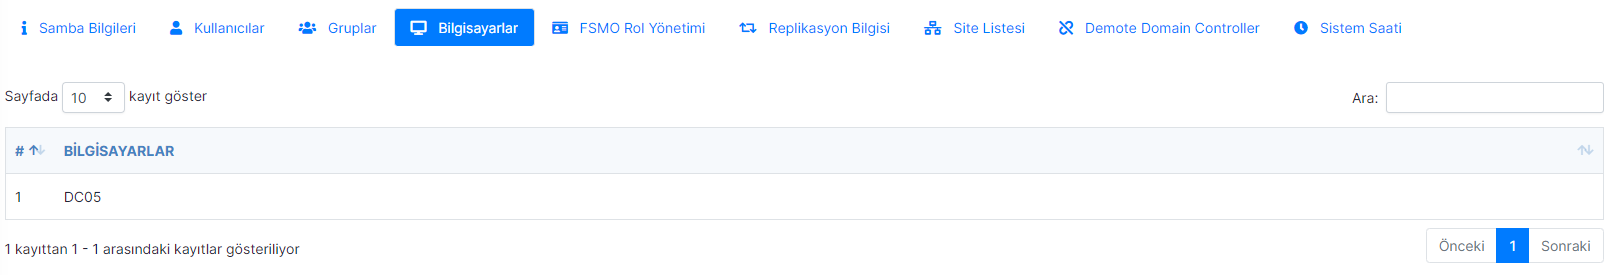 Samba Bilgileri Kullanıcılar Gruplar Bilgisayarlar FSMO Rol Yönetimi Replikasyon Bilgisi Site Listesi Demote Domain Controller Sistem Saati
Sayfada 10 kayıt göster Ara:
# BİLGİSAYARLAR
1 DC05
1 kayıttan 1 - 1 arasındaki kayıtlar gösteriliyor Önceki 1 Sonraki